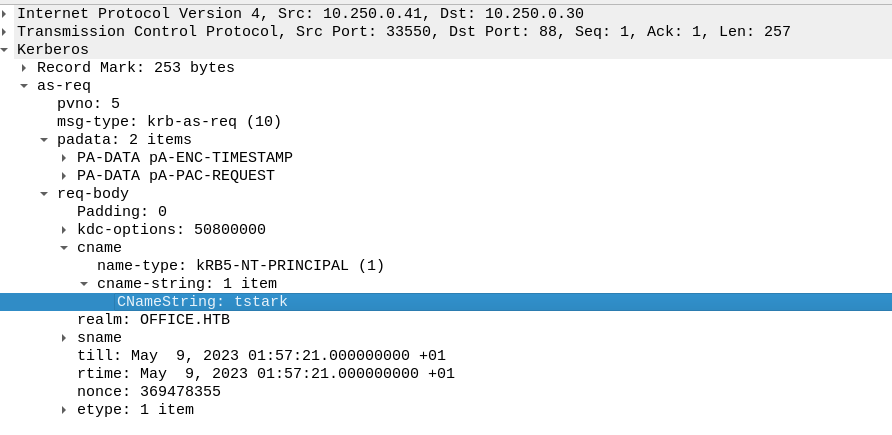 Internet Protocol Version 4, Src: 10.250.0.41, Dst: 10.250.0.30
Transmission Control Protocol, Src Port: 33550, Dst Port: 88, Seq: 1, Ack: 1, Len: 257
Kerberos
Record Mark: 253 bytes
as-req
pvno: 5
msg-type: krb-as-req (10)
padata: 2 items
PA-DATA pA-ENC-TIMESTAMP
PA-DATA pA-PAC-REQUEST
req-body
Padding: 0
kdc-options: 50800000
cname
name-type: kRB5-NT-PRINCIPAL (1)
cname-string: 1 item
CNameString: tstark
realm: OFFICE.HTB
sname
till: May  9, 2023 01:57:21.000000000 +01
rtime: May  9, 2023 01:57:21.000000000 +01
nonce: 369478355
etype: 1 item